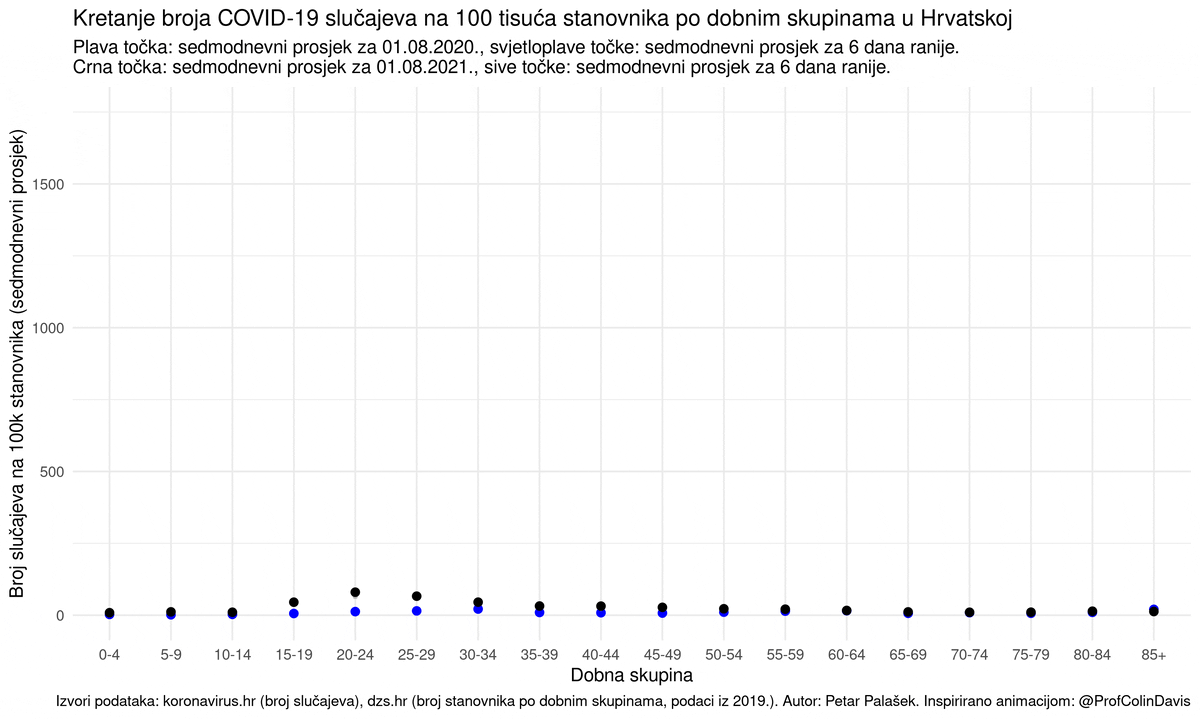 Kretanje broja COVID-19 slučajeva na 100 tisuća stanovnika po dobnim skupinama u Hrvatskoj
Plava točka: sedmodnevni prosjek za 01.08.2020., svjetloplave točke: sedmodnevni prosjek za 6 dana ranije.
Crna točka: sedmodnevni prosjek za 01.08.2021., sive točke: sedmodnevni prosjek za 6 dana ranije.
Broj slučajeva na 100k stanovnika (sedmodnevni prosjek)
1500
1000
500
0
0-4 5-9 10-14 15-19 20-24 25-29 30-34 35-39 40-44 45-49 50-54 55-59 60-64 65-69 70-74 75-79 80-84 85+
Dobna skupina
Izvori podataka: koronavirus.hr (broj slučajeva), dzs.hr (broj stanovnika po dobnim skupinama, podaci iz 2019.). Autor: Petar Palašek. Inspirirano animacijom: @ProfColinDavis